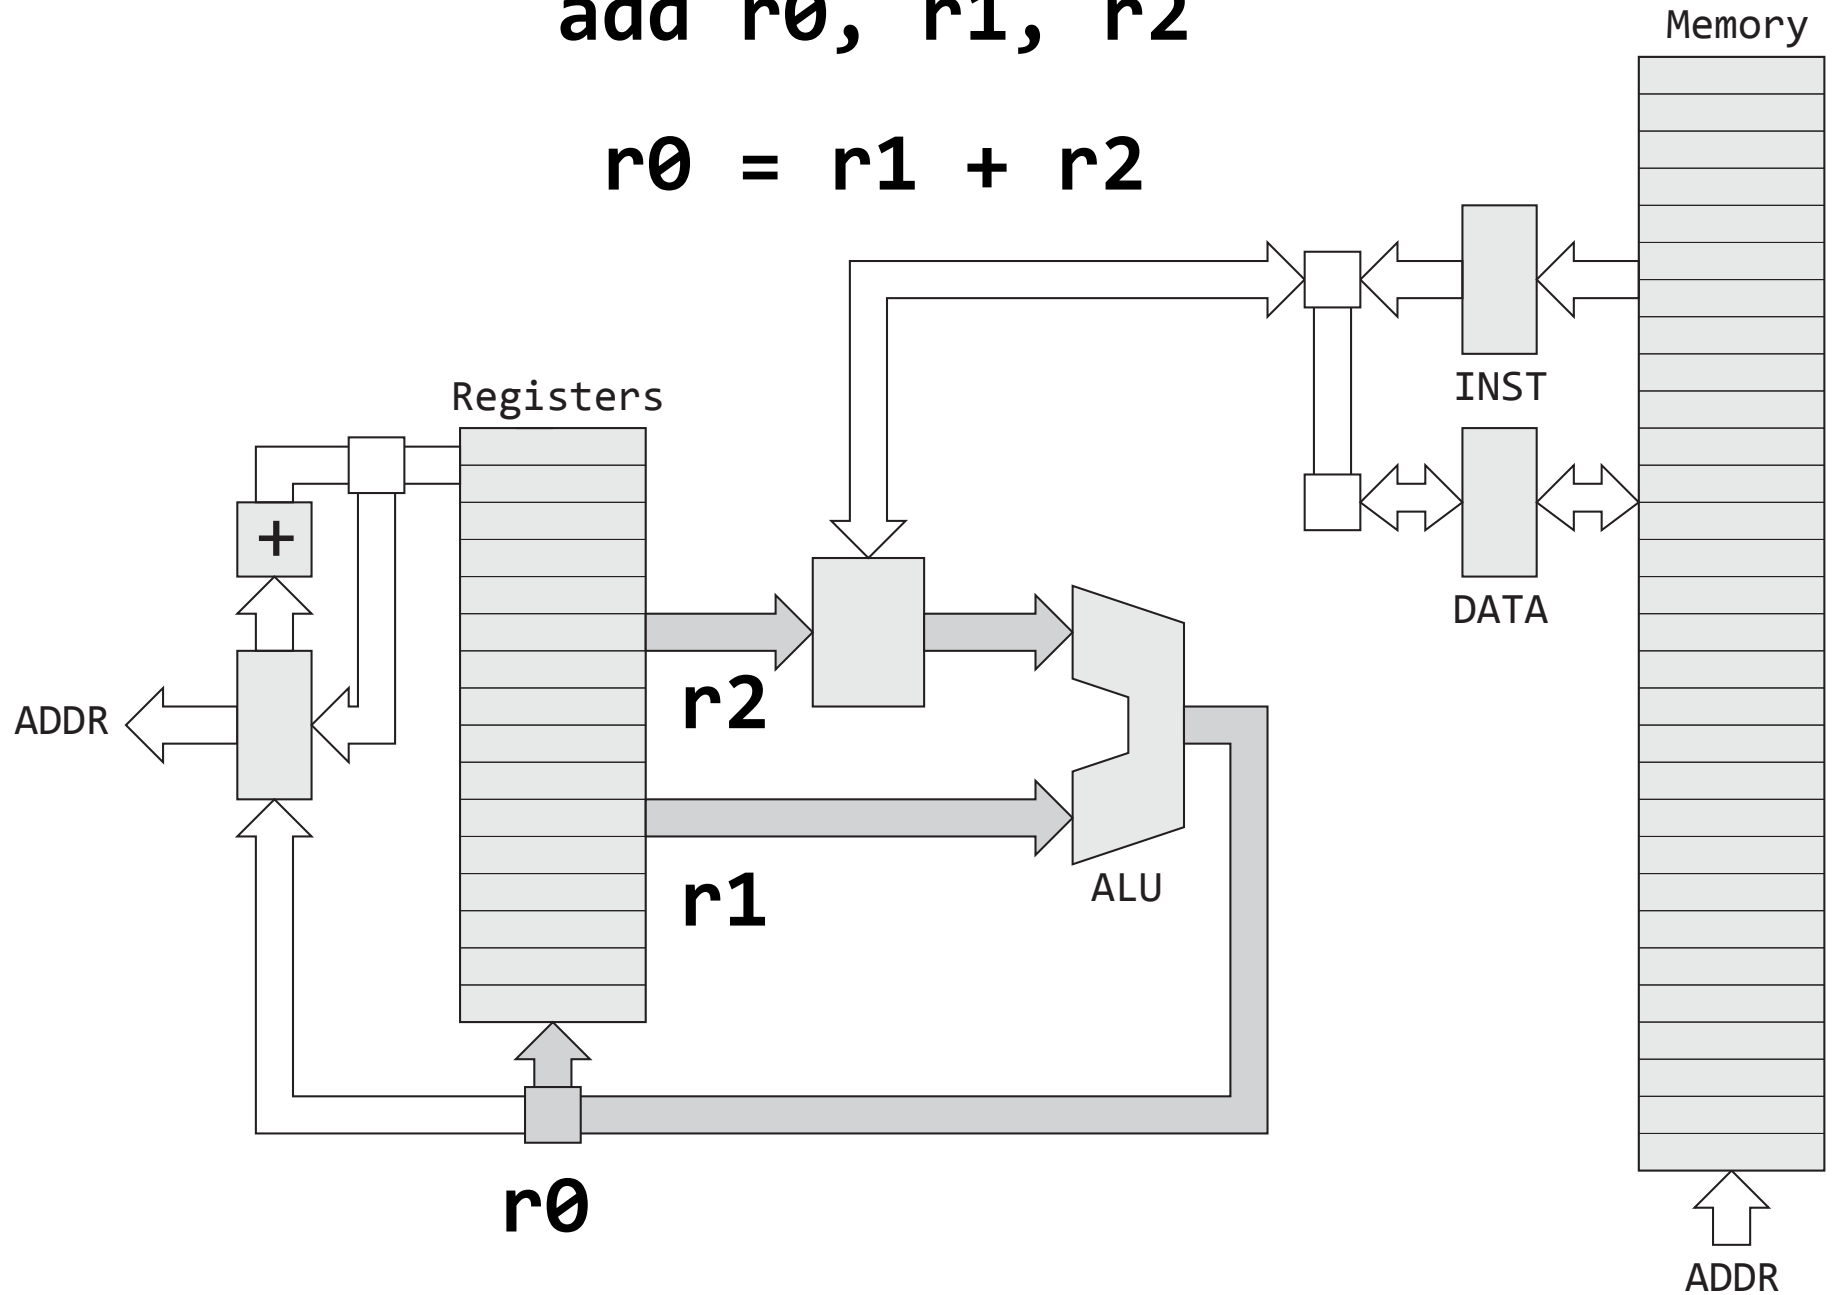 add r0, r1, r2
Memory
r0 = r1 + r2
INST
Registers
+
DATA
r2
ADDR
r1
ALU
r0
ADDR